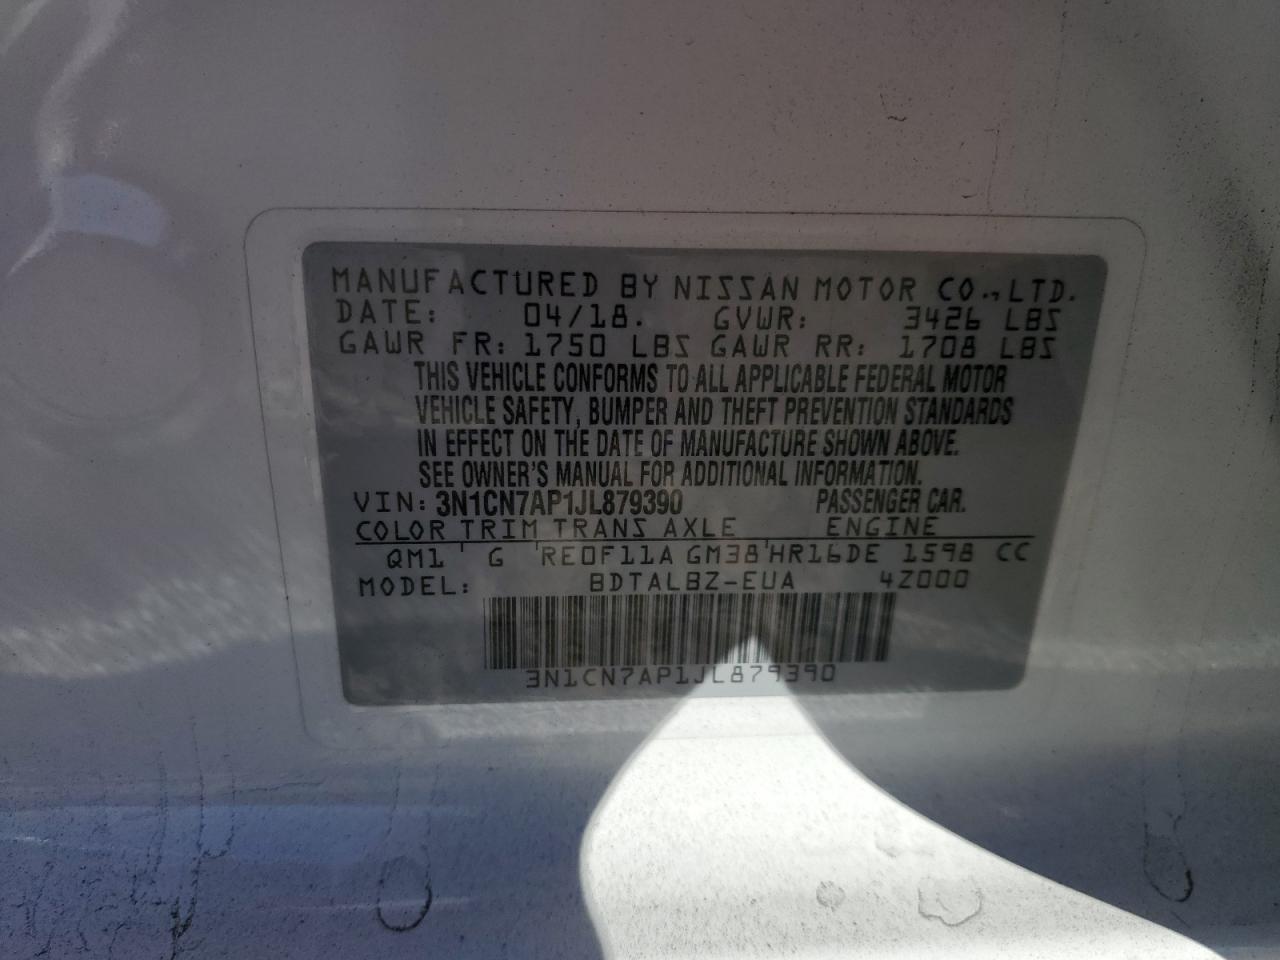 MANUFACTURED BY NISSAN MOTOR CO.,LTD.
DATE: 04/18. GVWR: 3426 LBS
GAWR FR: 1750 LBS GAWR RR: 1708 LBS
THIS VEHICLE CONFORMS TO ALL APPLICABLE FEDERAL MOTOR
VEHICLE SAFETY, BUMPER AND THEFT PREVENTION STANDARDS
IN EFFECT ON THE DATE OF MANUFACTURE SHOWN ABOVE.
SEE OWNER'S MANUAL FOR ADDITIONAL INFORMATION.
VIN: 3N1CN7AP1JL879390 PASSENGER CAR.
COLOR TRIM TRANS AXLE ENGINE
QM1 G RE0F11A GM38 HR16DE 1598 CC
MODEL: BDTALBZ-EUA 4Z000
3N1CN7AP1JL879390